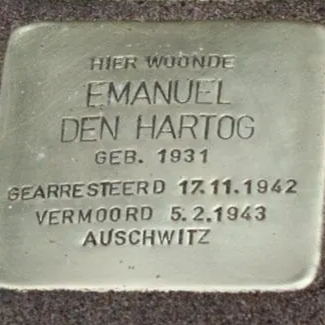 HIER WOONDE
EMANUEL
DEN HARTOG
GEB. 1931
GEARRESTEERD 17.11.1942
VERMOORD 5.2.1943
AUSCHWITZ